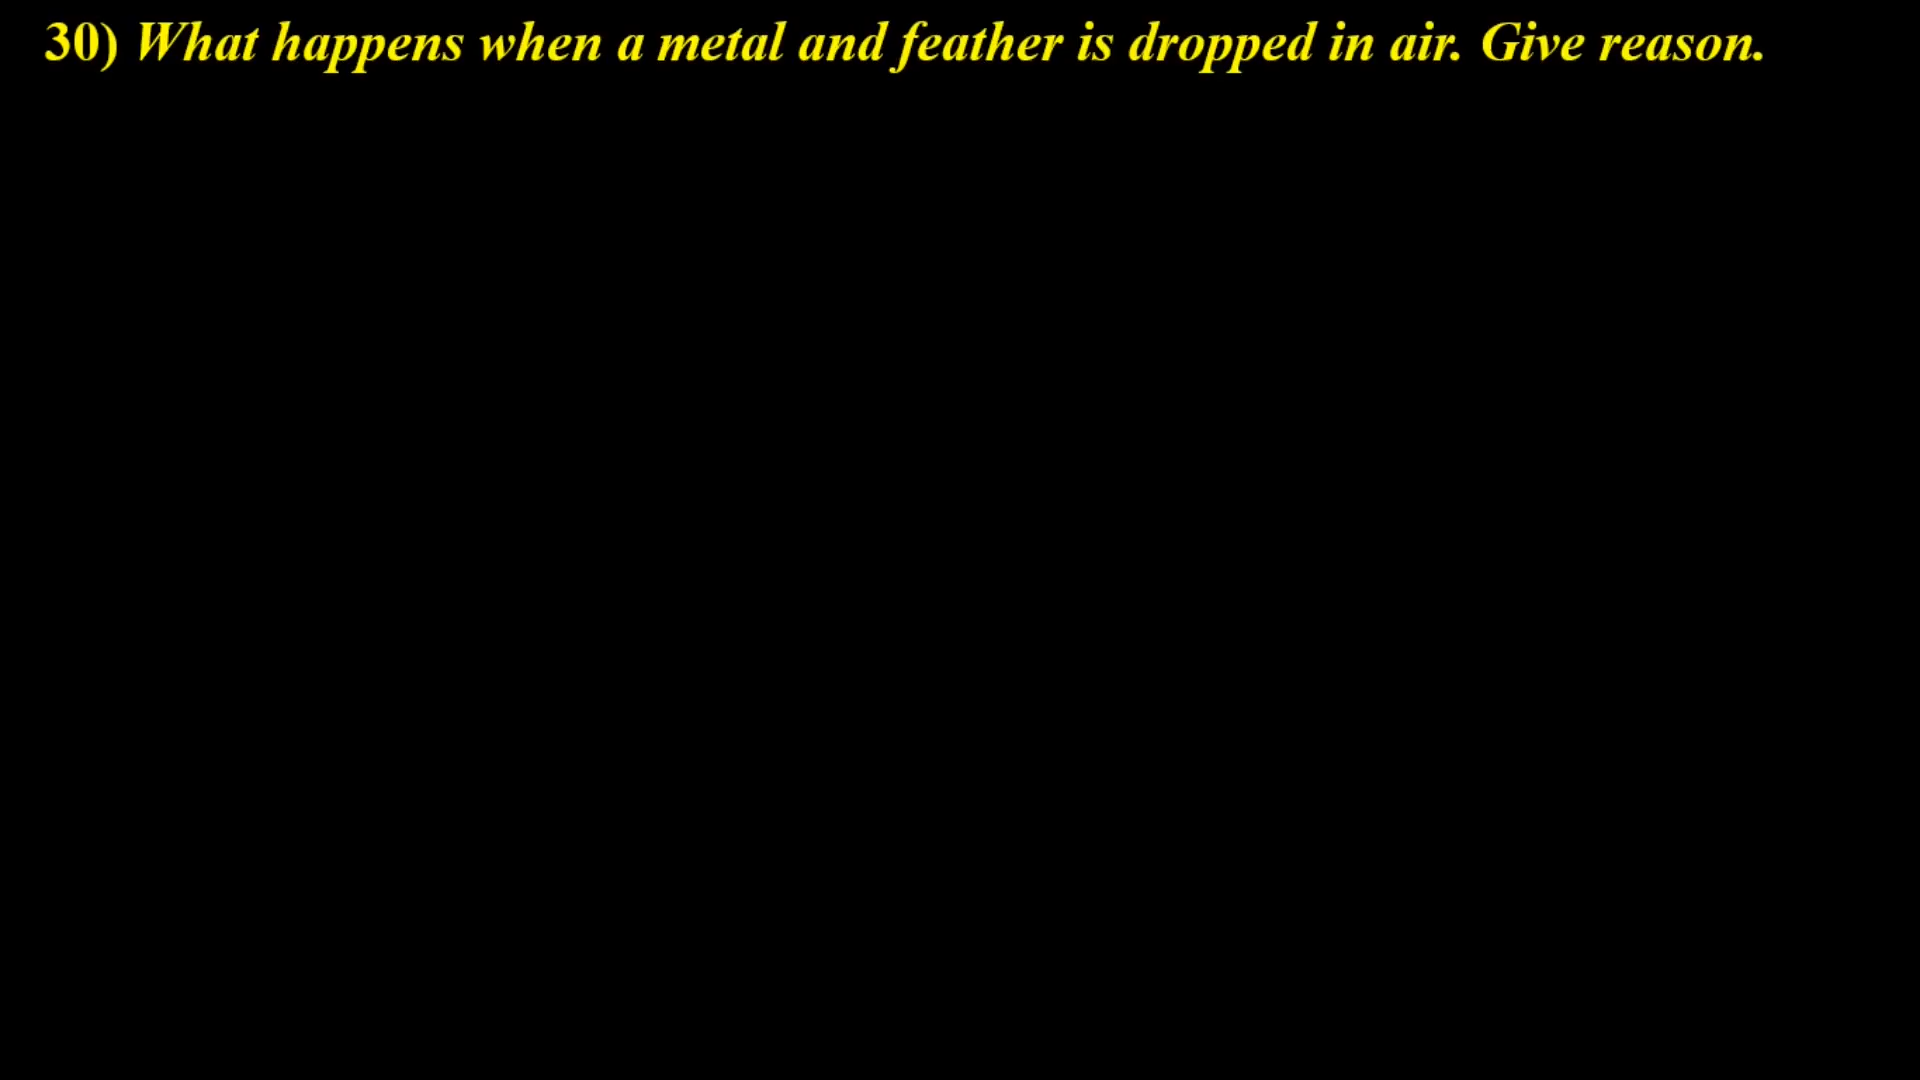 30) What happens when a metal and feather is dropped in air. Give reason.